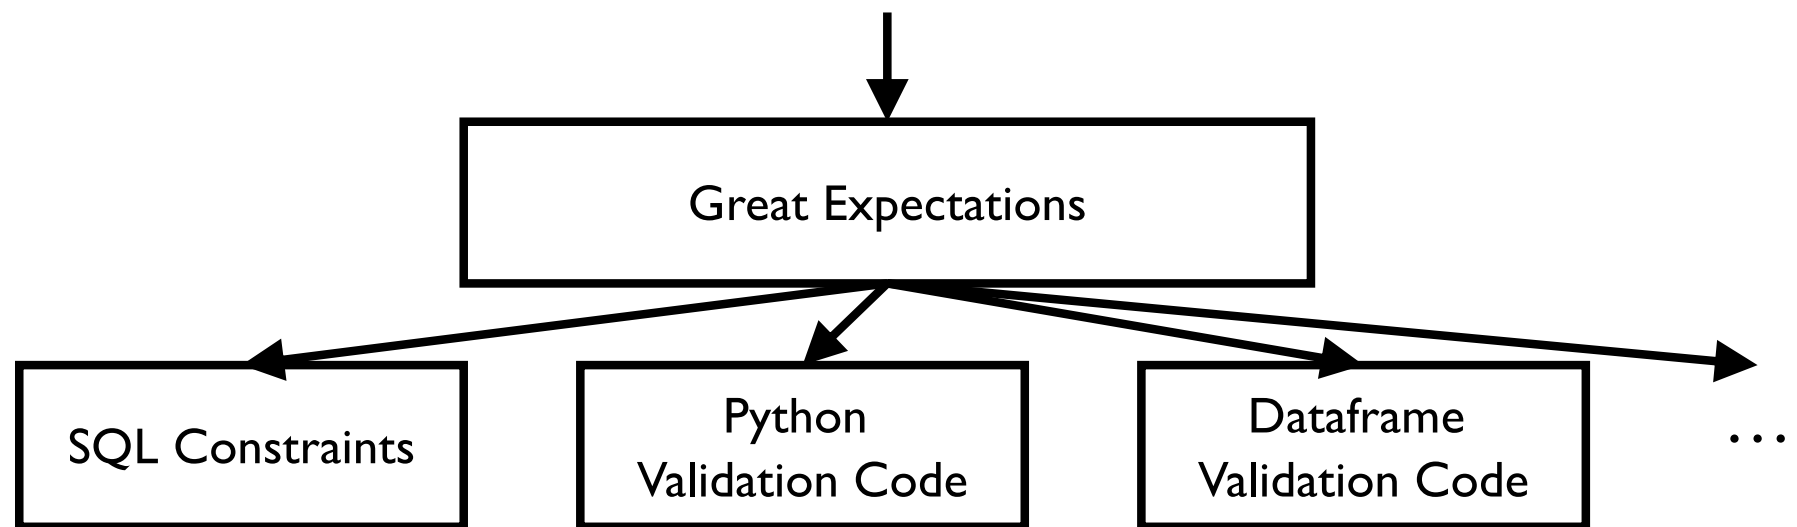 Great Expectations
SQL Constraints
Python
Validation Code
Dataframe
Validation Code
...